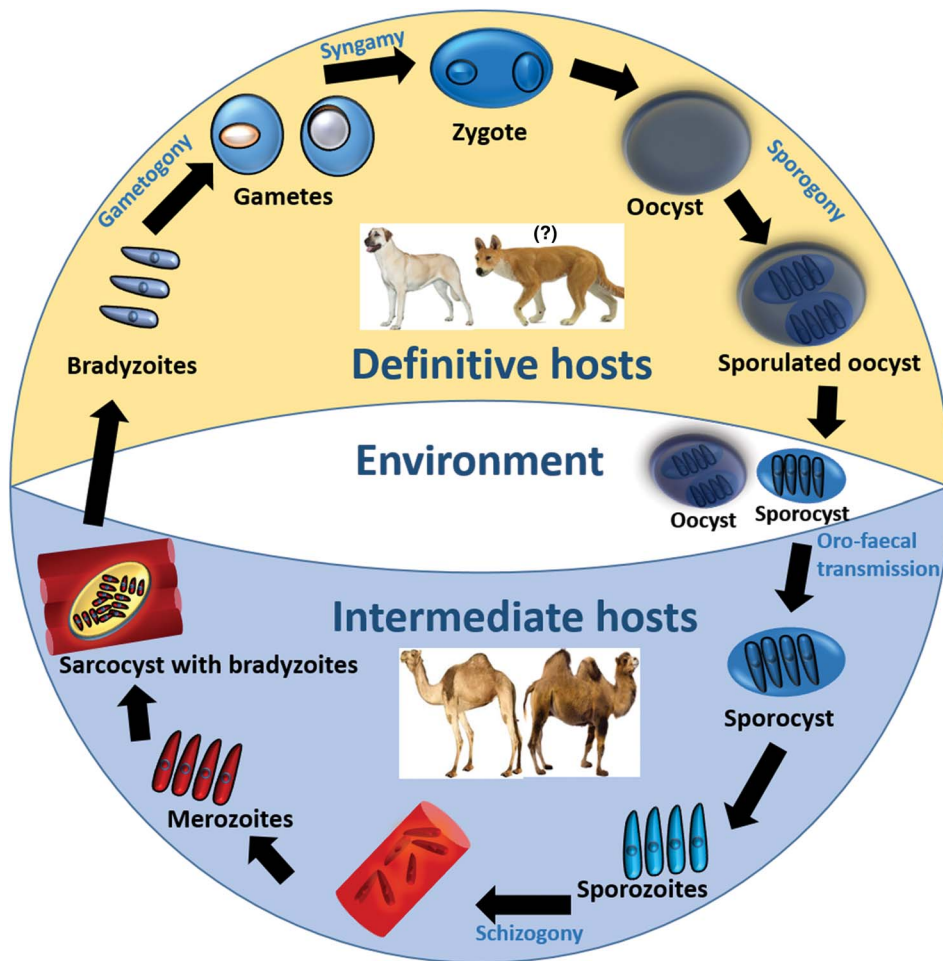 Syngamy
Zygote
Gametogony
Gametes
Oocyst
Sporogony
(?)
Bradyzoites
Sporulated oocyst
Definitive hosts
Environment
Oocyst
Sporocyst
Oro-faecal
transmission
Intermediate hosts
Sarcocyst with bradyzoites
Sporocyst
Merozoites
Sporozoites
Schizogony